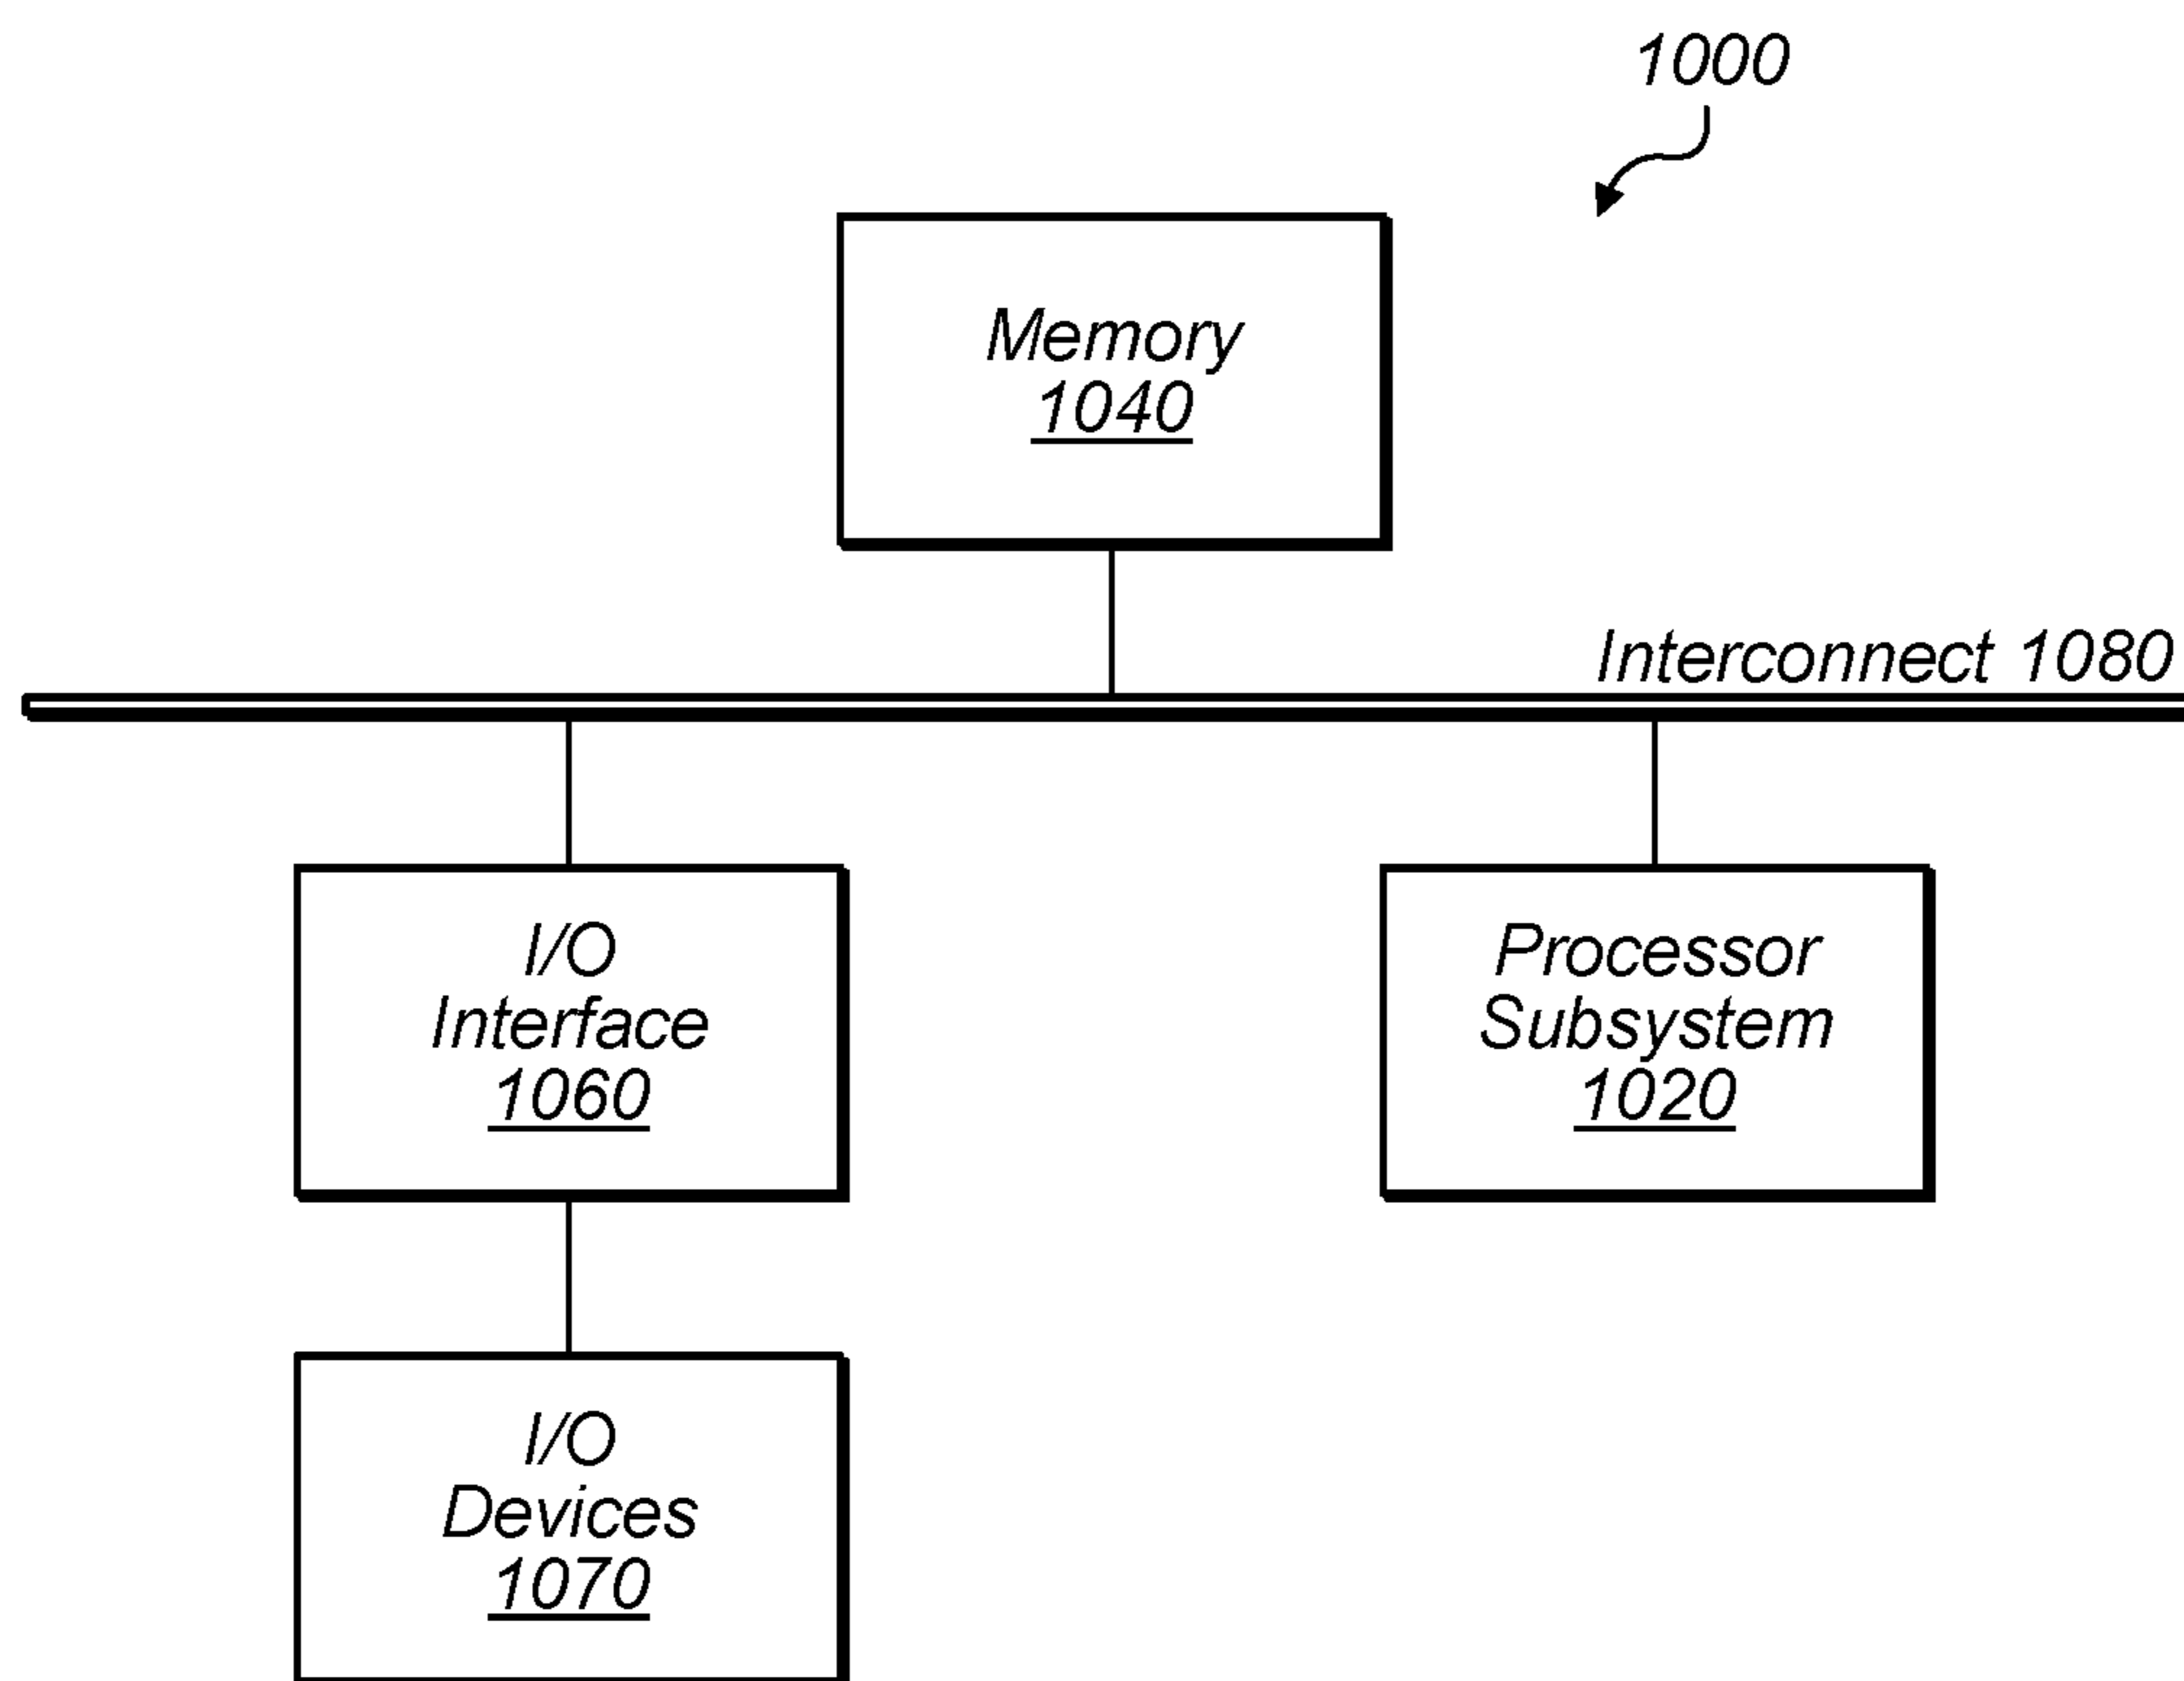 1000
Memory
1040
Interconnect 1080
I/O
Interface
1060
Processor
Subsystem
1020
I/O
Devices
1070